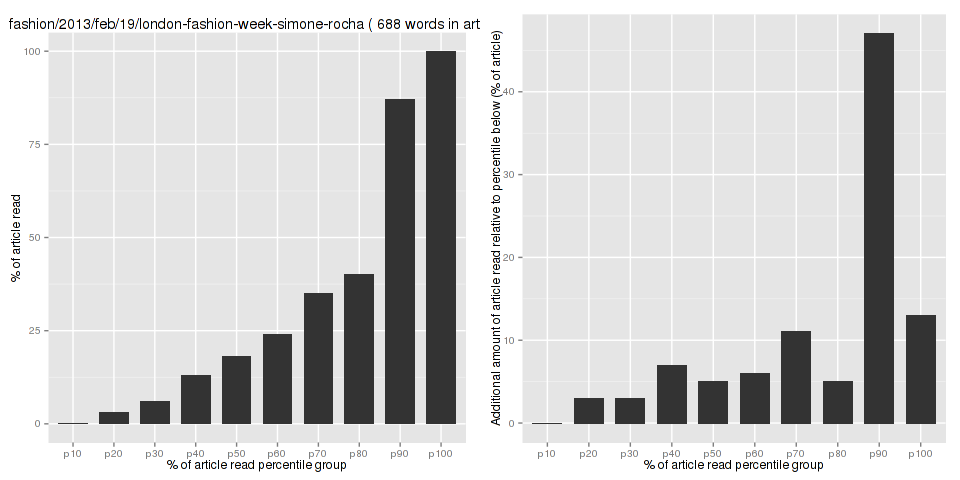 fashion/2013/feb/19/london-fashion-week-simone-rocha ( 688 words in art
% of article read
100
75
50
25
0
p10 p20 p30 p40 p50 p60 p70 p80 p90 p100
% of article read percentile group
Additional amount of article read relative to percentile below (% of article)
40
30
20
10
0
p10 p20 p30 p40 p50 p60 p70 p80 p90 p100
% of article read percentile group